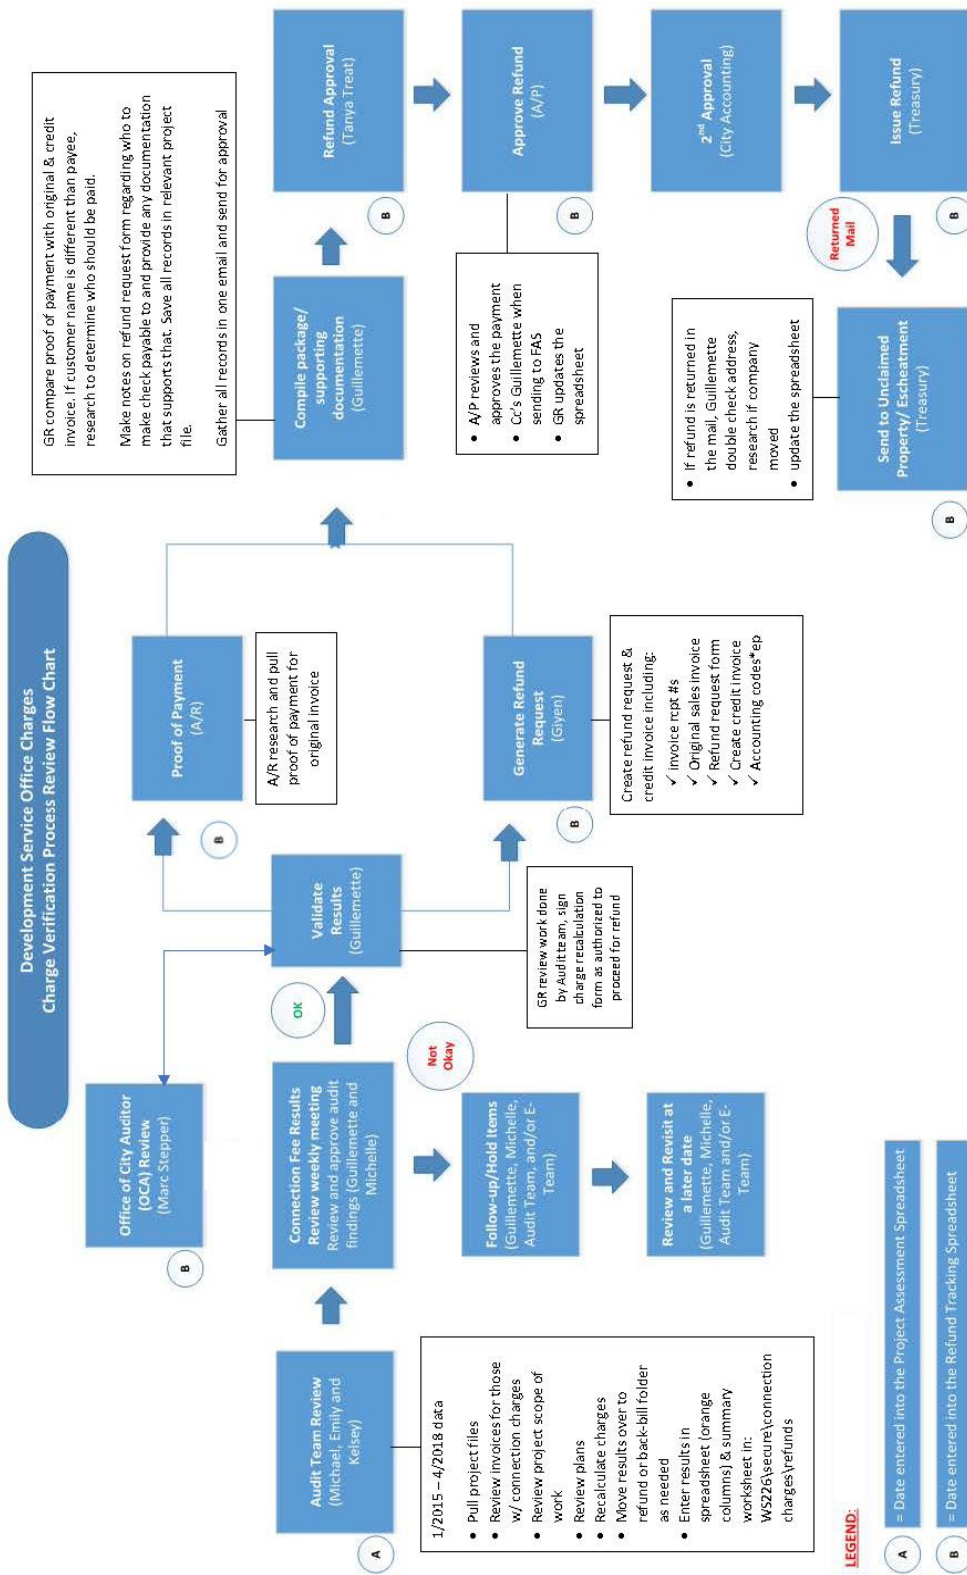 Development Service Office Charges
Charge Verification Process Review Flow Chart
Office of City Auditor
(OCA) Review
(Marc Stepper)
B
Audit Team Review
(Michael, Emily and
Kelsey)
A
1/2015 – 4/2018 data
• Pull project files
• Review invoices for those
w/ connection charges
• Review project scope of
work
• Review plans
• Recalculate charges
• Move results over to
refund or back-bill folder
as needed
• Enter results in
spreadsheet (orange
columns) & summary
worksheet in:
WS226\secure\connection
charges\refunds
Connection Fee Results
Review weekly meeting
Review and approve audit
findings (Guillemette and
Michelle)
OK
Not
Okay
Follow-up/Hold Items
(Guillemette, Michelle,
Audit Team, and/or E-
Team)
Review and Revisit at
a later date
(Guillemette, Michelle,
Audit Team and/or E-
Team)
Validate
Results
(Guillemette)
GR review work done
by Audit team, sign
charge recalculation
form as authorized to
proceed for refund
Proof of Payment
(A/R)
B
A/R research and pull
proof of payment for
original invoice
Generate Refund
Request
(Giyen)
B
Create refund request &
credit invoice including:
✓ invoice rcpt #s
✓ Original sales invoice
✓ Refund request form
✓ Create credit invoice
✓ Accounting codes*ep
Compile package/
supporting
documentation
(Guillemette)
GR compare proof of payment with original & credit
invoice. If customer name is different than payee,
research to determine who should be paid.
Make notes on refund request form regarding who to
make check payable to and provide any documentation
that supports that. Save all records in relevant project
file.
Gather all records in one email and send for approval
Refund Approval
(Tanya Treat)
B
Approve Refund
(A/P)
B
• A/P reviews and
approves the payment
• Cc's Guillemette when
sending to FAS
• GR updates the
spreadsheet
2nd Approval
(City Accounting)
Issue Refund
(Treasury)
B
Returned
Mail
• If refund is returned in
the mail, Guillemette
double check address,
research if company
moved
• update the spreadsheet
Send to Unclaimed
Property/ Escheatment
(Treasury)
B
LEGEND:
A = Date entered into the Project Assessment Spreadsheet
B = Date entered into the Refund Tracking Spreadsheet